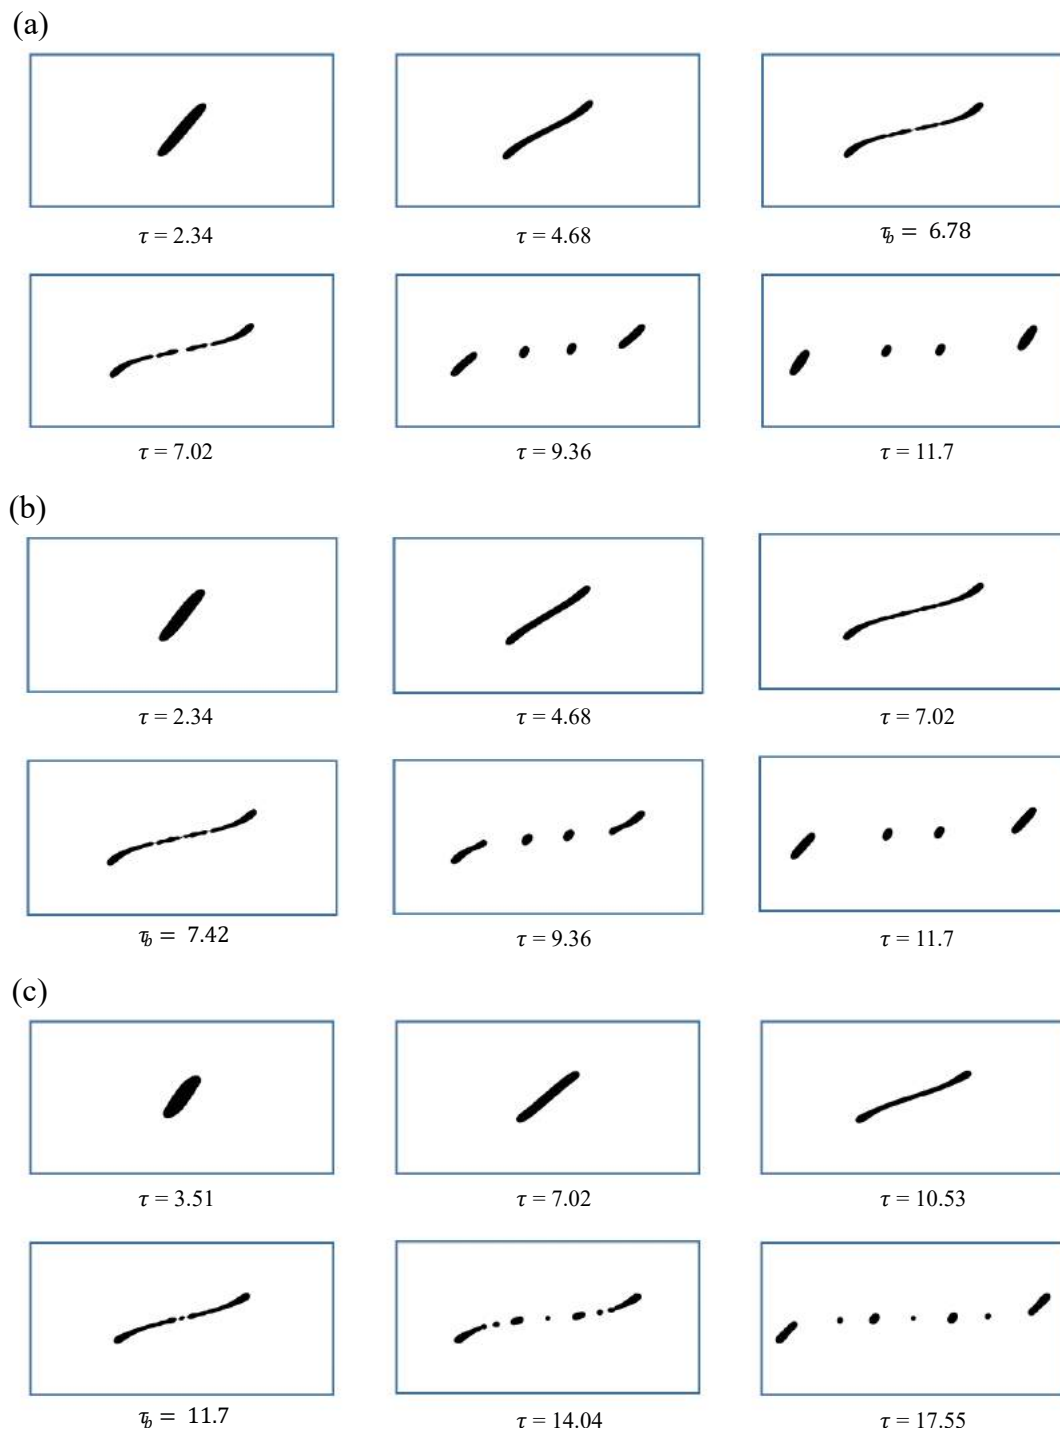 (a)
τ = 2.34 τ = 4.68 τb = 6.78
τ = 7.02 τ = 9.36 τ = 11.7
(b)
τ = 2.34 τ = 4.68 τ = 7.02
τb = 7.42 τ = 9.36 τ = 11.7
(c)
τ = 3.51 τ = 7.02 τ = 10.53
τb = 11.7 τ = 14.04 τ = 17.55